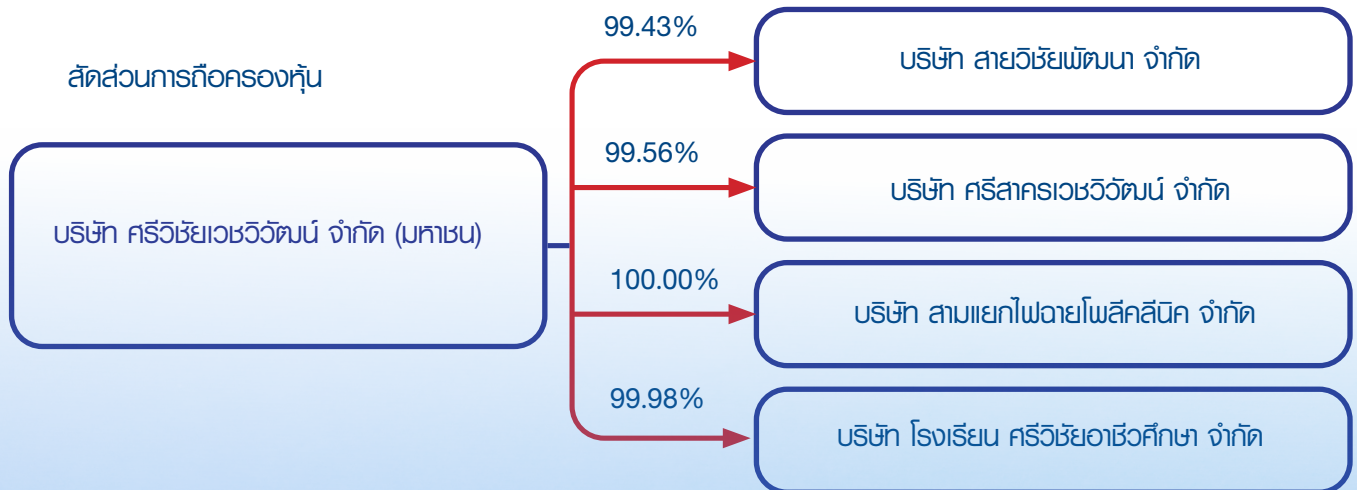 สัดส่วนการถือครองหุ้น
บริษัท ศรีวิชัยเวชวิวัฒน์ จำกัด (มหาชน)
99.43%
บริษัท สายวิชัยพัฒนา จำกัด
99.56%
บริษัท ศรีสาครเวชวิวัฒน์ จำกัด
100.00%
บริษัท สามแยกไฟฉายโพลีคลีนิค จำกัด
99.98%
บริษัท โรงเรียน ศรีวิชัยอาชีวศึกษา จำกัด